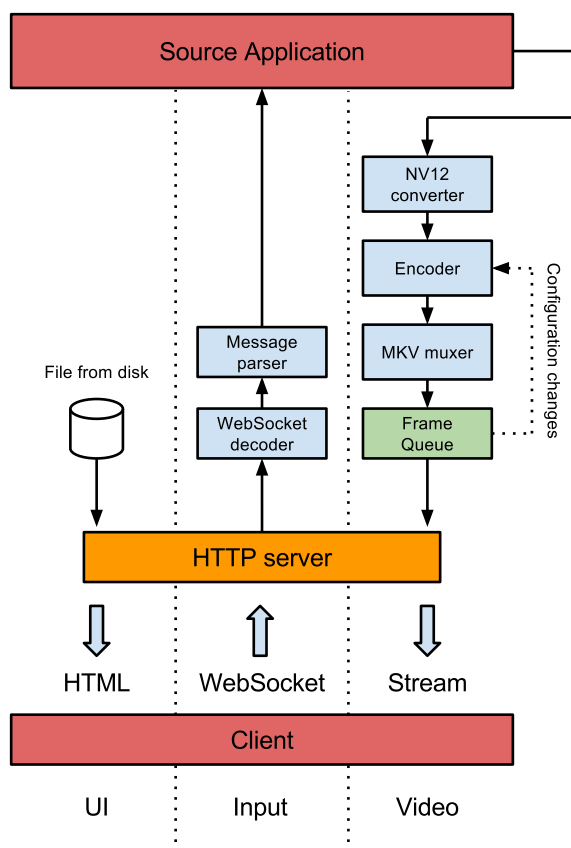 Source Application
NV12
converter
Encoder
Configuration changes
Message
parser
MKV muxer
File from disk
WebSocket
decoder
Frame
Queue
HTTP server
HTML
WebSocket
Stream
Client
UI
Input
Video